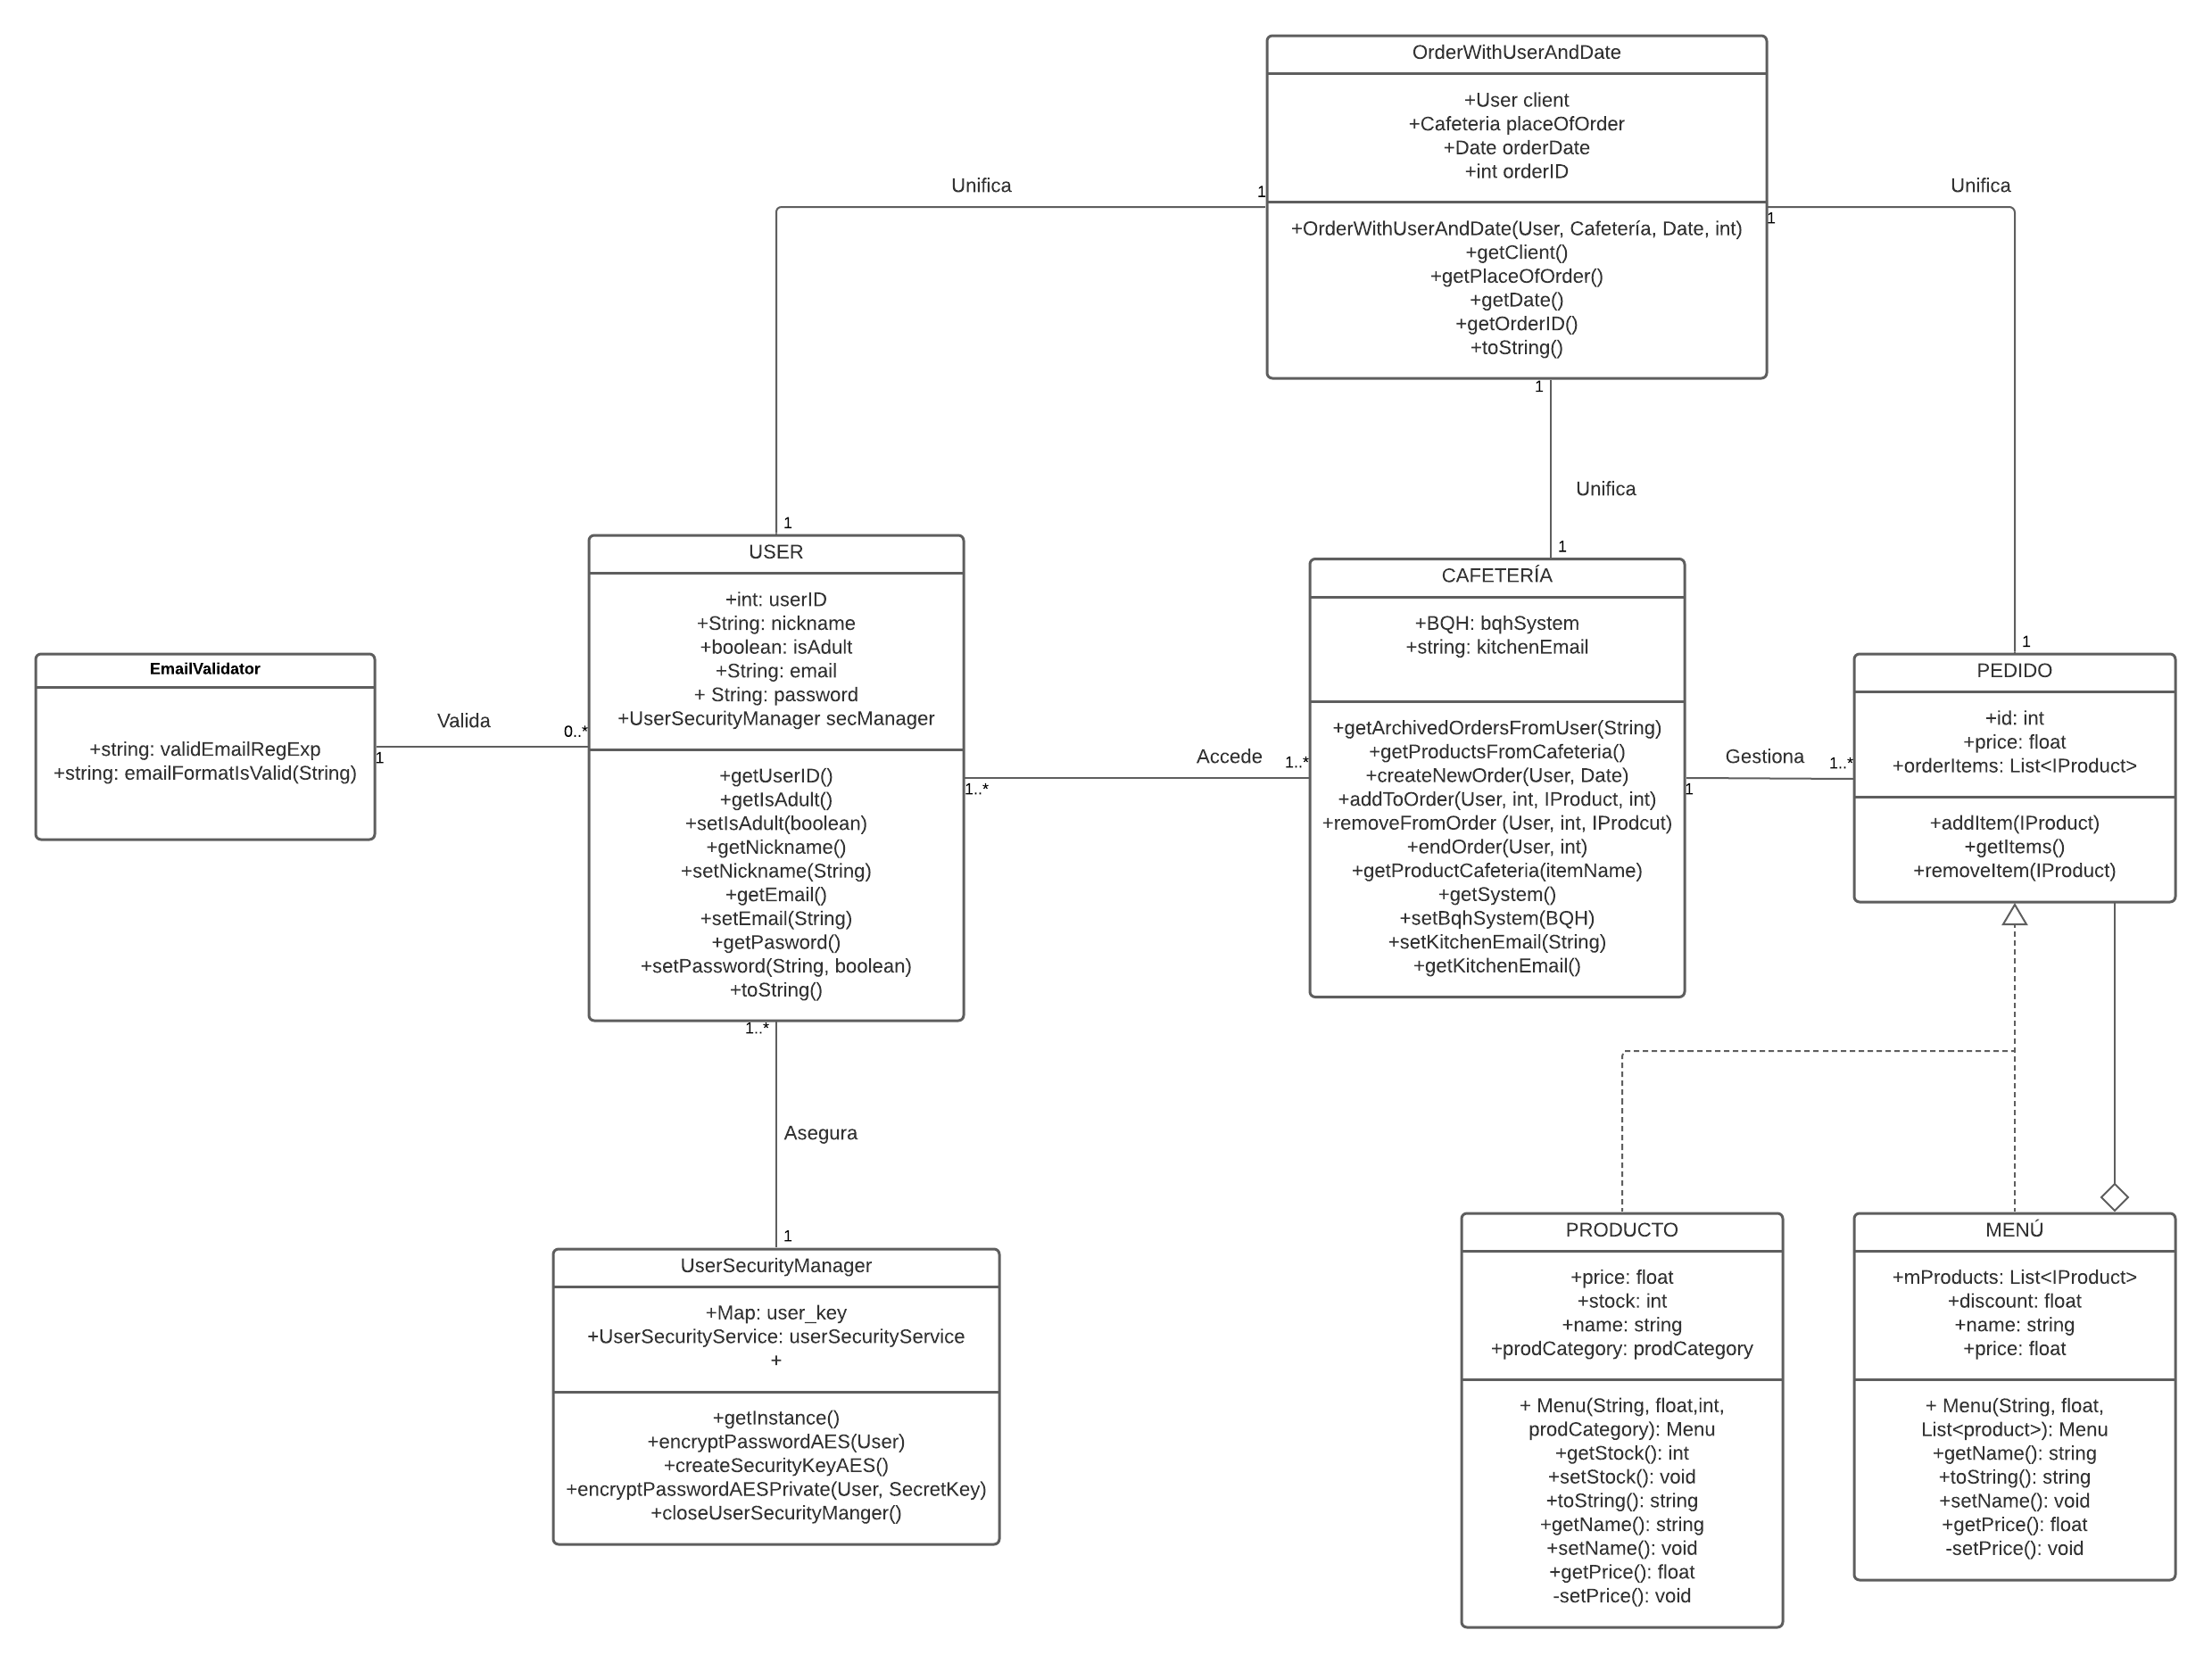 OrderWithUserAndDate
+User client
+Cafeteria placeOfOrder
+Date orderDate
+int orderID
+OrderWithUserAndDate(User, Cafetería, Date, int)
+getClient()
+getPlaceOfOrder()
+getDate()
+getOrderID()
+toString()
Unifica
1
1
Unifica
1
1
Unifica
1
1
1
USER
+int: userID
+String: nickname
+boolean: isAdult
+String: email
+ String: password
+UserSecurityManager secManager
+getUserID()
+getIsAdult()
+setIsAdult(boolean)
+getNickname()
+setNickname(String)
+getEmail()
+setEmail(String)
+getPasword()
+setPassword(String, boolean)
+toString()
EmailValidator
+string: validEmailRegExp
+string: emailFormatIsValid(String)
Valida
1
0..*
Accede
1..*
1..*
CAFETERÍA
+BQH: bqhSystem
+string: kitchenEmail
+getArchivedOrdersFromUser(String)
+getProductsFromCafeteria()
+createNewOrder(User, Date)
+addToOrder(User, int, IProduct, int)
+removeFromOrder (User, int, IProdcut)
+endOrder(User, int)
+getProductCafeteria(itemName)
+getSystem()
+setBqhSystem(BQH)
+setKitchenEmail(String)
+getKitchenEmail()
Gestiona
1
1..*
PEDIDO
+id: int
+price: float
+orderItems: List<IProduct>
+addItem(IProduct)
+getItems()
+removeItem(IProduct)
1..*
Asegura
1
UserSecurityManager
+Map: user_key
+UserSecurityService: userSecurityService
+
+getInstance()
+encryptPasswordAES(User)
+createSecurityKeyAES()
+encryptPasswordAESPrivate(User, SecretKey)
+closeUserSecurityManger()
PRODUCTO
+price: float
+stock: int
+name: string
+prodCategory: prodCategory
+ Menu(String, float,int,
prodCategory): Menu
+getStock(): int
+setStock(): void
+toString(): string
+getName(): string
+setName(): void
+getPrice(): float
-setPrice(): void
MENÚ
+mProducts: List<IProduct>
+discount: float
+name: string
+price: float
+ Menu(String, float,
List<product>): Menu
+getName(): string
+toString(): string
+setName(): void
+getPrice(): float
-setPrice(): void